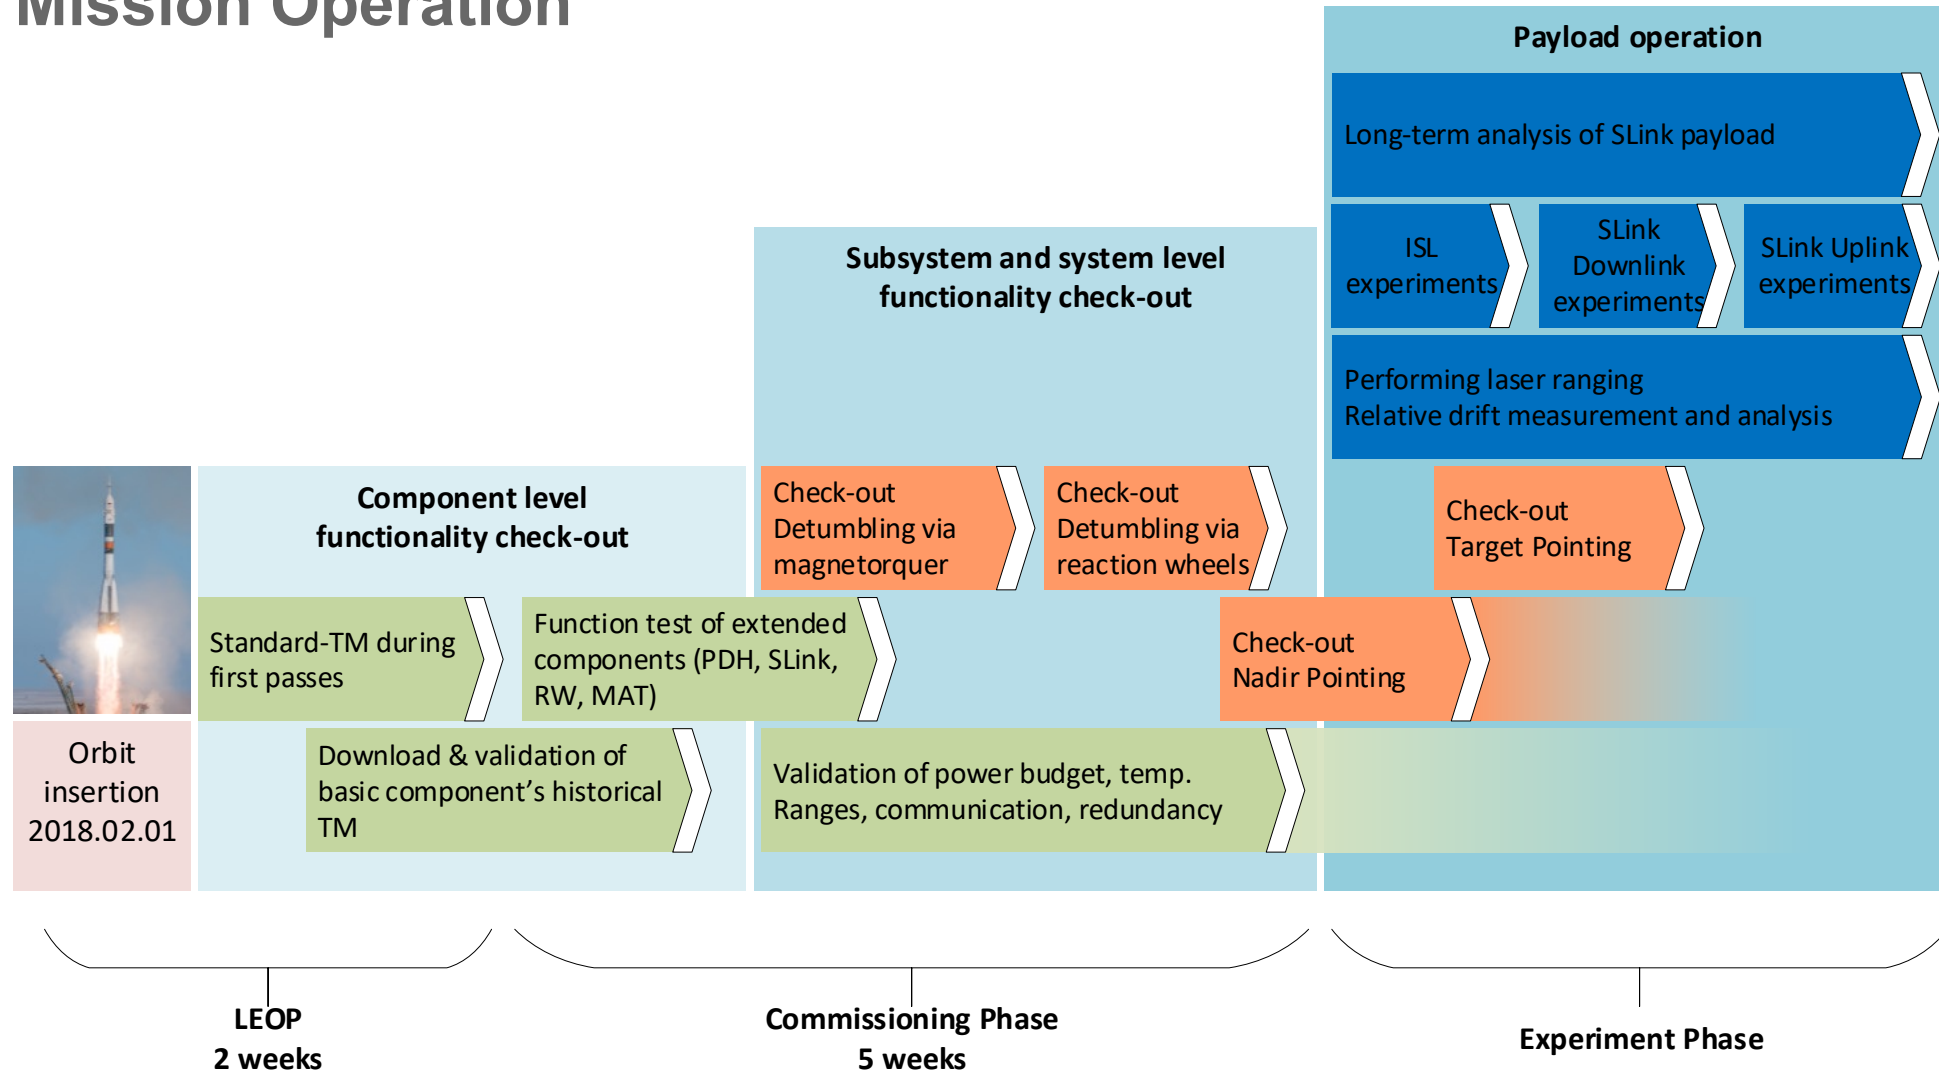 Mission Operation
Payload operation
Long-term analysis of SLink payload
ISL
experiments
SLink
Downlink
experiments
SLink Uplink
experiments
Performing laser ranging
Relative drift measurement and analysis
Subsystem and system level
functionality check-out
Component level
functionality check-out
Check-out
Detumbling via
magnetorquer
Check-out
Detumbling via
reaction wheels
Check-out
Target Pointing
Standard-TM during
first passes
Function test of extended
components (PDH, SLink,
RW, MAT)
Check-out
Nadir Pointing
Orbit
insertion
2018.02.01
Download & validation of
basic component’s historical
TM
Validation of power budget, temp.
Ranges, communication, redundancy
LEOP
2 weeks
Commissioning Phase
5 weeks
Experiment Phase